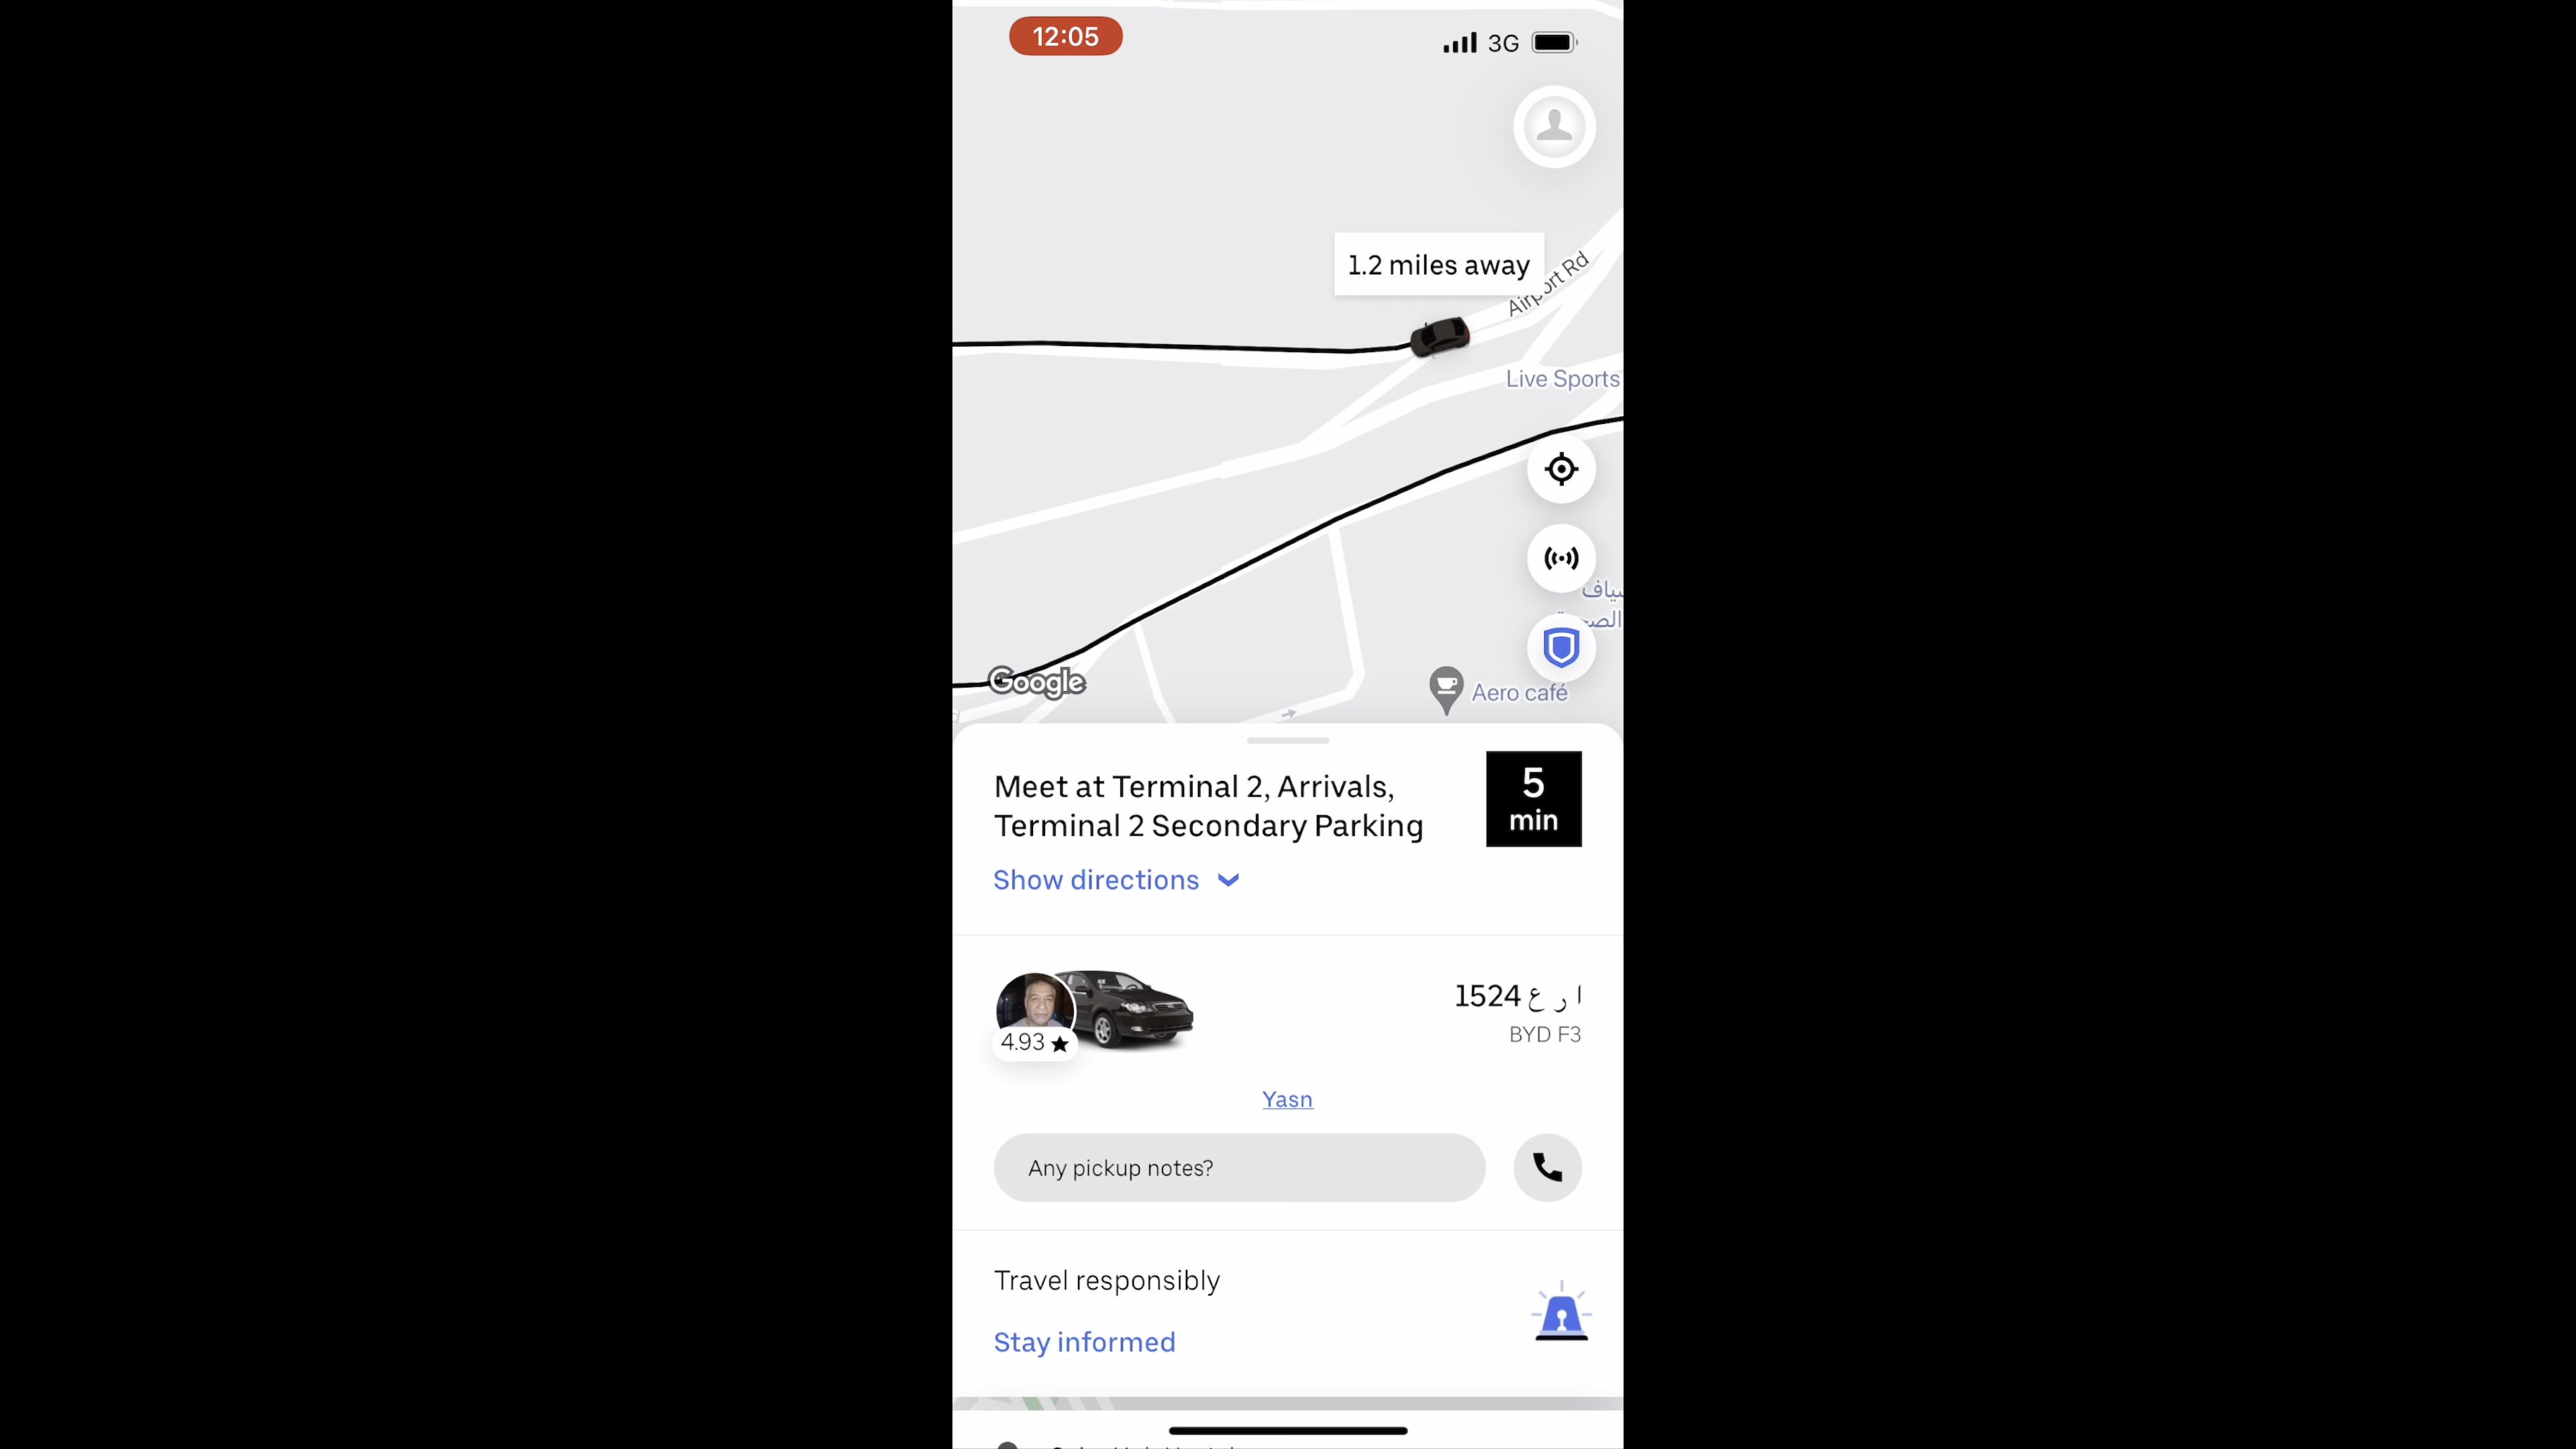 12:05
3G
1.2 miles away
Airport Rd
Live Sports
Google
Aero café
Meet at Terminal 2, Arrivals,
Terminal 2 Secondary Parking
5
min
Show directions
ا ر ع 1524
BYD F3
4.93 ★
Yasn
Any pickup notes?
Travel responsibly
Stay informed